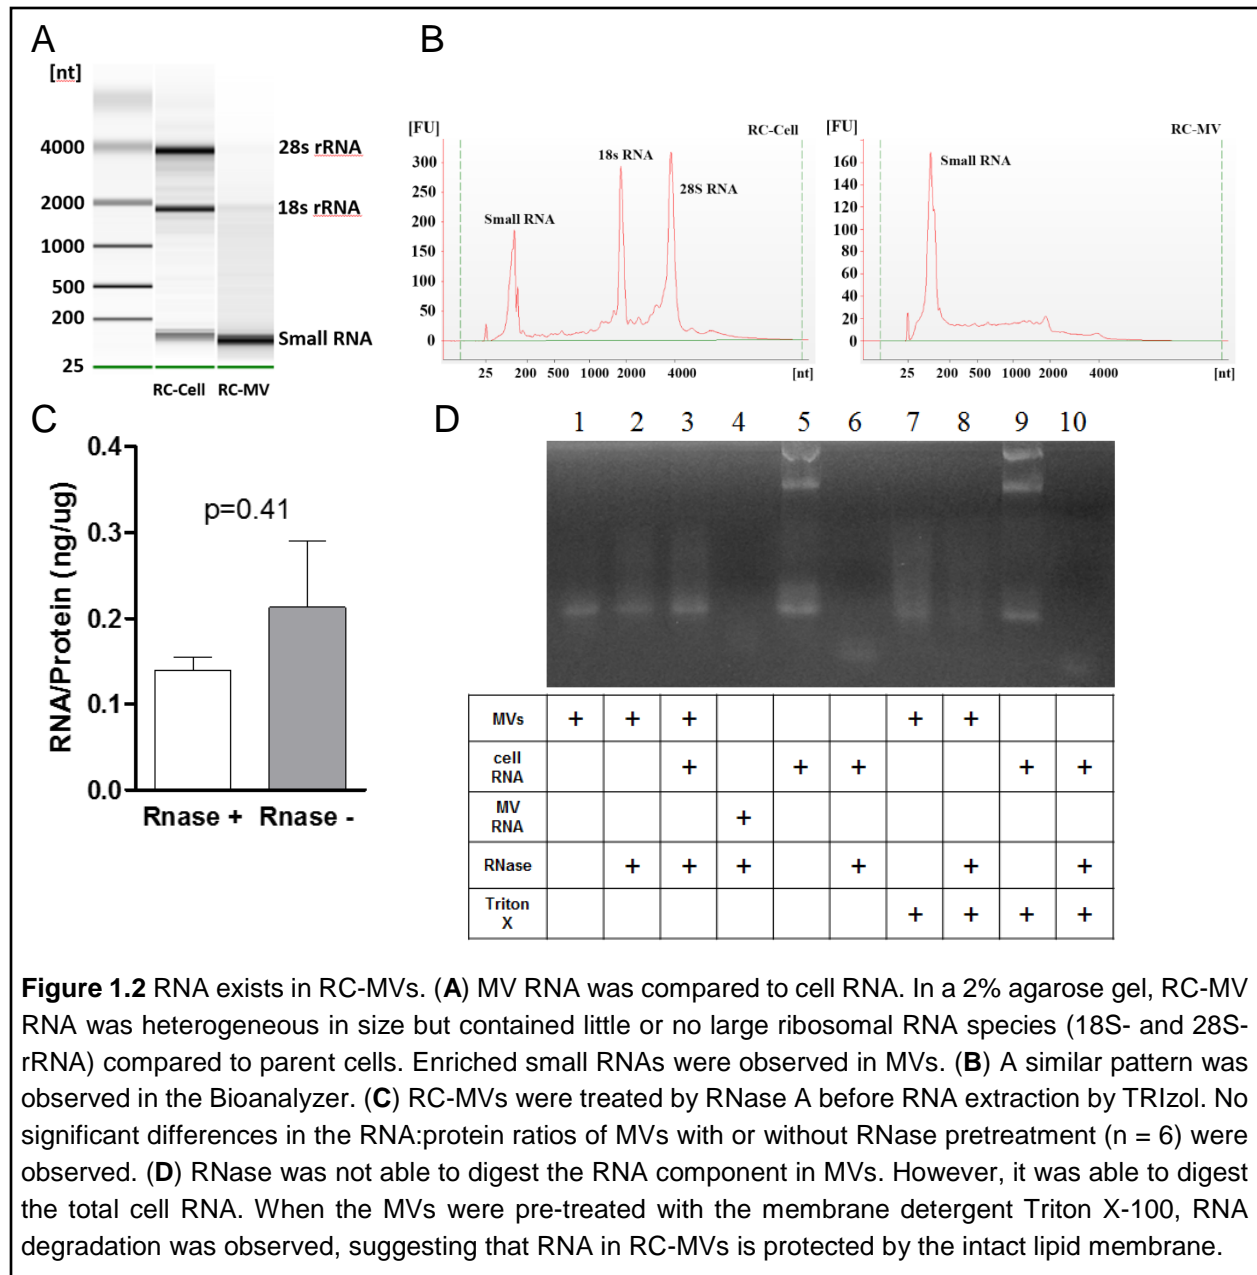 A
[nt]
4000
2000
1000
500
200
25
28s rRNA
18s rRNA
Small RNA
RC-Cell RC-MV
B
[FU]
RC-Cell
300
250
200
150
100
50
0
Small RNA
18s RNA
28S RNA
25 200 500 1000 2000 4000 [nt]
[FU]
RC-MV
160
140
120
100
80
60
40
20
0
Small RNA
25 200 500 1000 2000 4000 [nt]
C
RNA/Protein (ng/ug)
0.4
0.3
0.2
0.1
0.0
p=0.41
Rnase + Rnase -
D
1 2 3 4 5 6 7 8 9 10
MVs + + + + +
cell RNA + + + + +
MV RNA +
RNase + + + + + +
Triton X + + + +
Figure 1.2 RNA exists in RC-MVs. (A) MV RNA was compared to cell RNA. In a 2% agarose gel, RC-MV
RNA was heterogeneous in size but contained little or no large ribosomal RNA species (18S- and 28S-
rRNA) compared to parent cells. Enriched small RNAs were observed in MVs. (B) A similar pattern was
observed in the Bioanalyzer. (C) RC-MVs were treated by RNase A before RNA extraction by TRIzol. No
significant differences in the RNA:protein ratios of MVs with or without RNase pretreatment (n = 6) were
observed. (D) RNase was not able to digest the RNA component in MVs. However, it was able to digest
the total cell RNA. When the MVs were pre-treated with the membrane detergent Triton X-100, RNA
degradation was observed, suggesting that RNA in RC-MVs is protected by the intact lipid membrane.